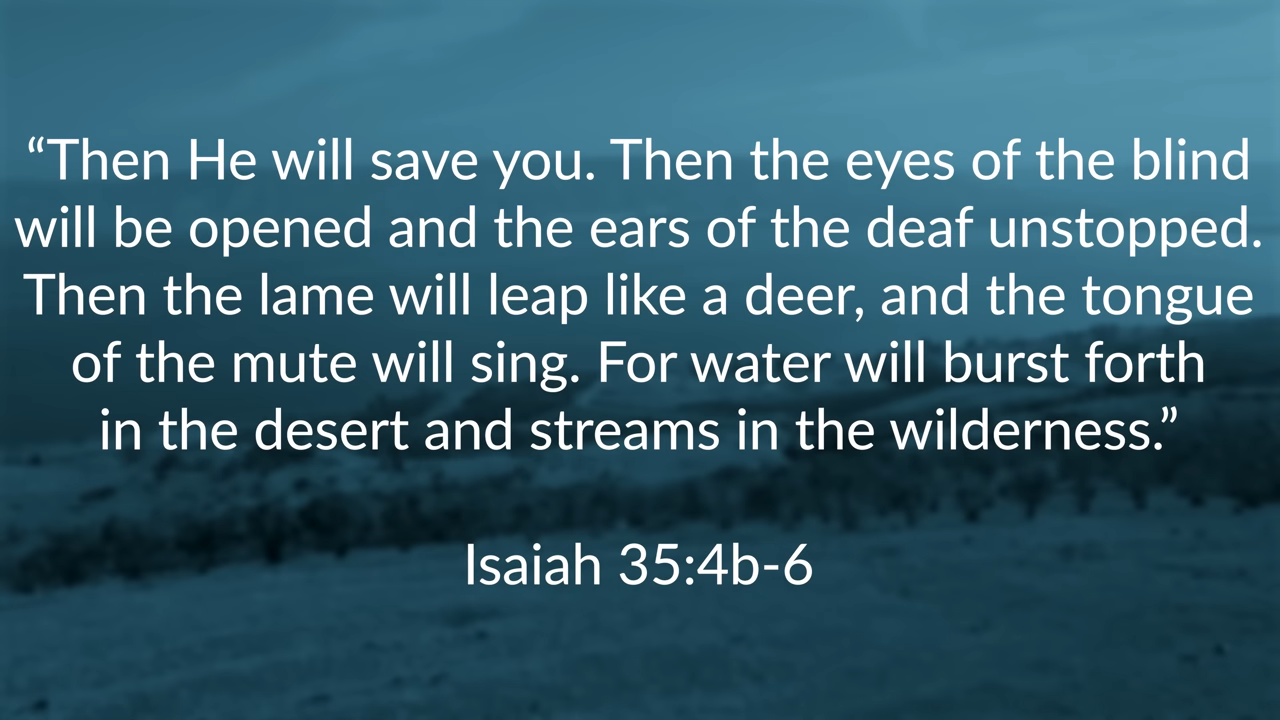 “Then He will save you. Then the eyes of the blind
will be opened and the ears of the deaf unstopped.
Then the lame will leap like a deer, and the tongue
of the mute will sing. For water will burst forth
in the desert and streams in the wilderness.”
Isaiah 35:4b-6